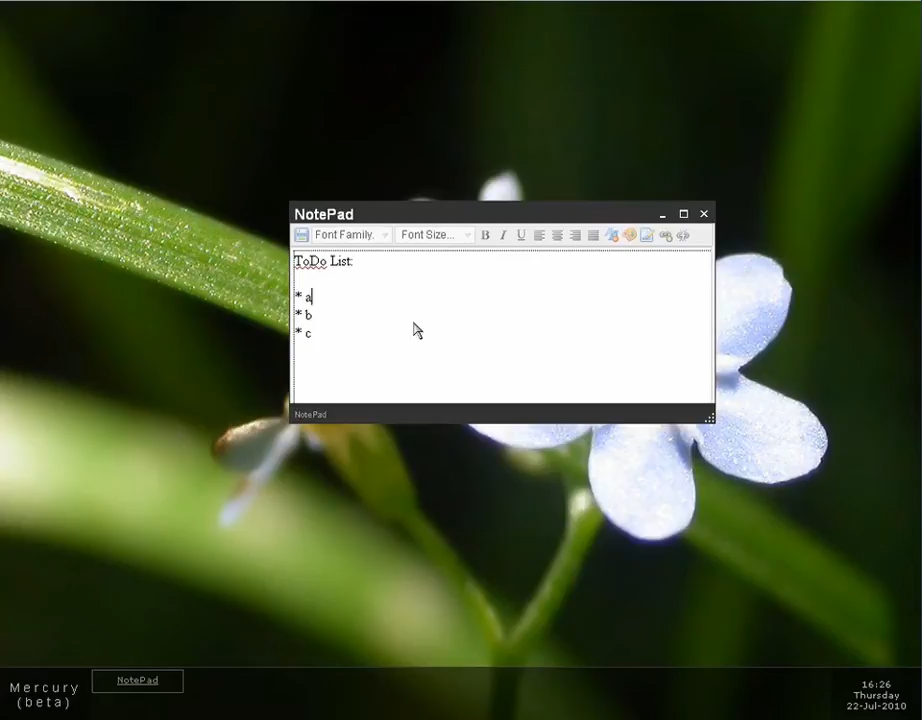 NotePad
Font Family.
Font Size...
B I U
ToDo List:
* a
* b
* c
NotePad
Mercury
(beta)
NotePad
16:26
Thursday
22-Jul-2010